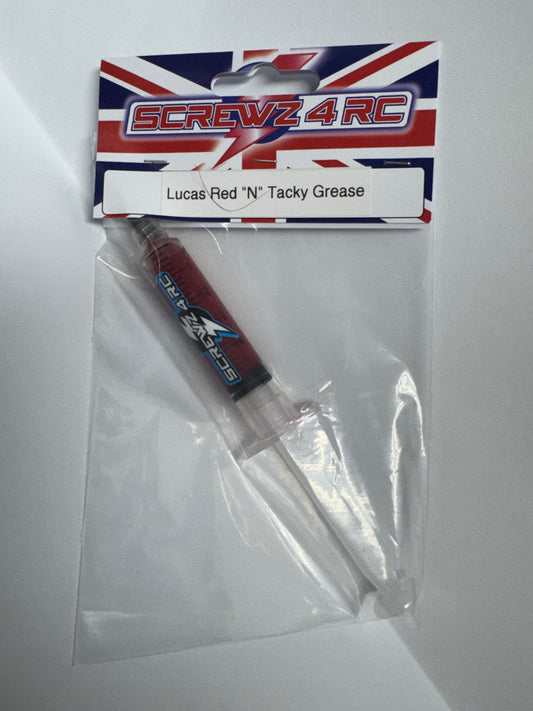 SCREWZ 4 RC
Lucas Red "N" Tacky Grease
SCREWZ 4 RC